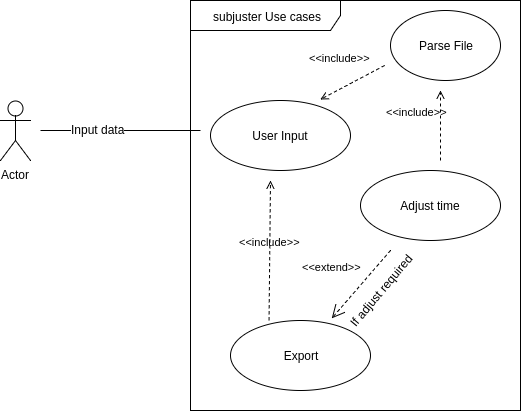 subjuster Use cases
Parse File
<<include>>
<<include>>
Input data
User Input
Actor
Adjust time
<<include>>
<<extend>>
If adjust required
Export